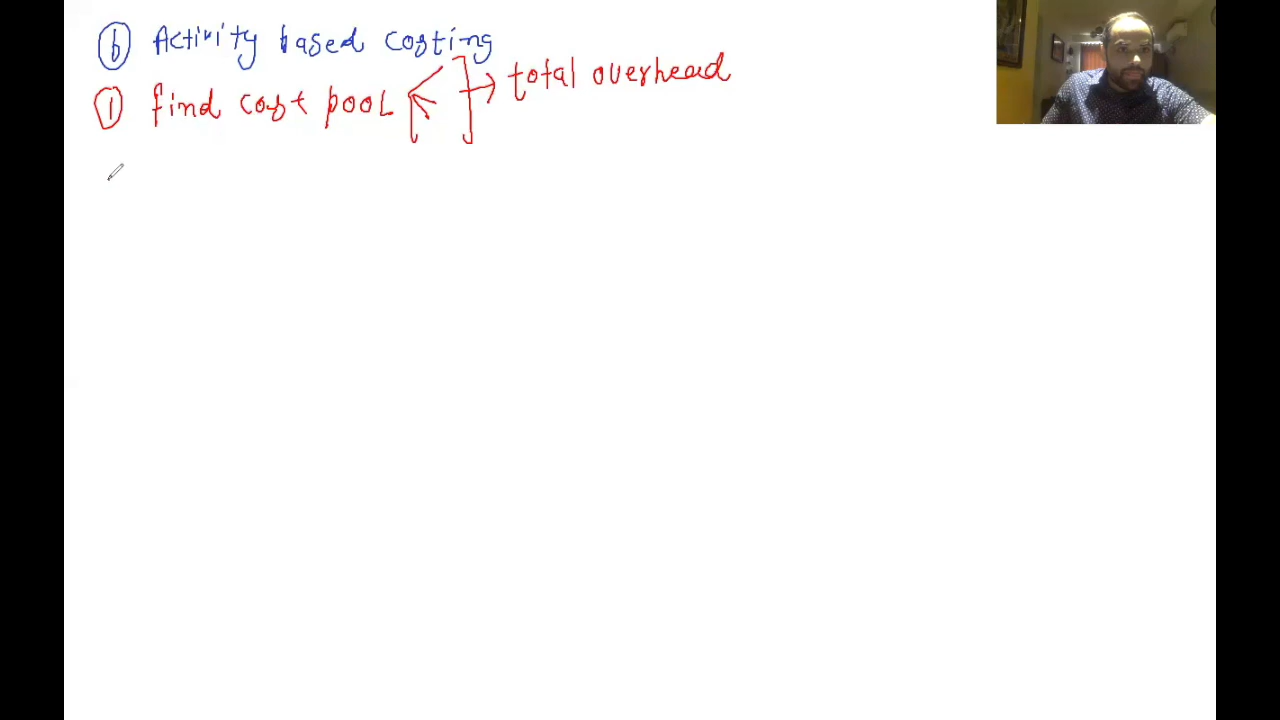 b Activity based costing
1 find cost pool → total overhead